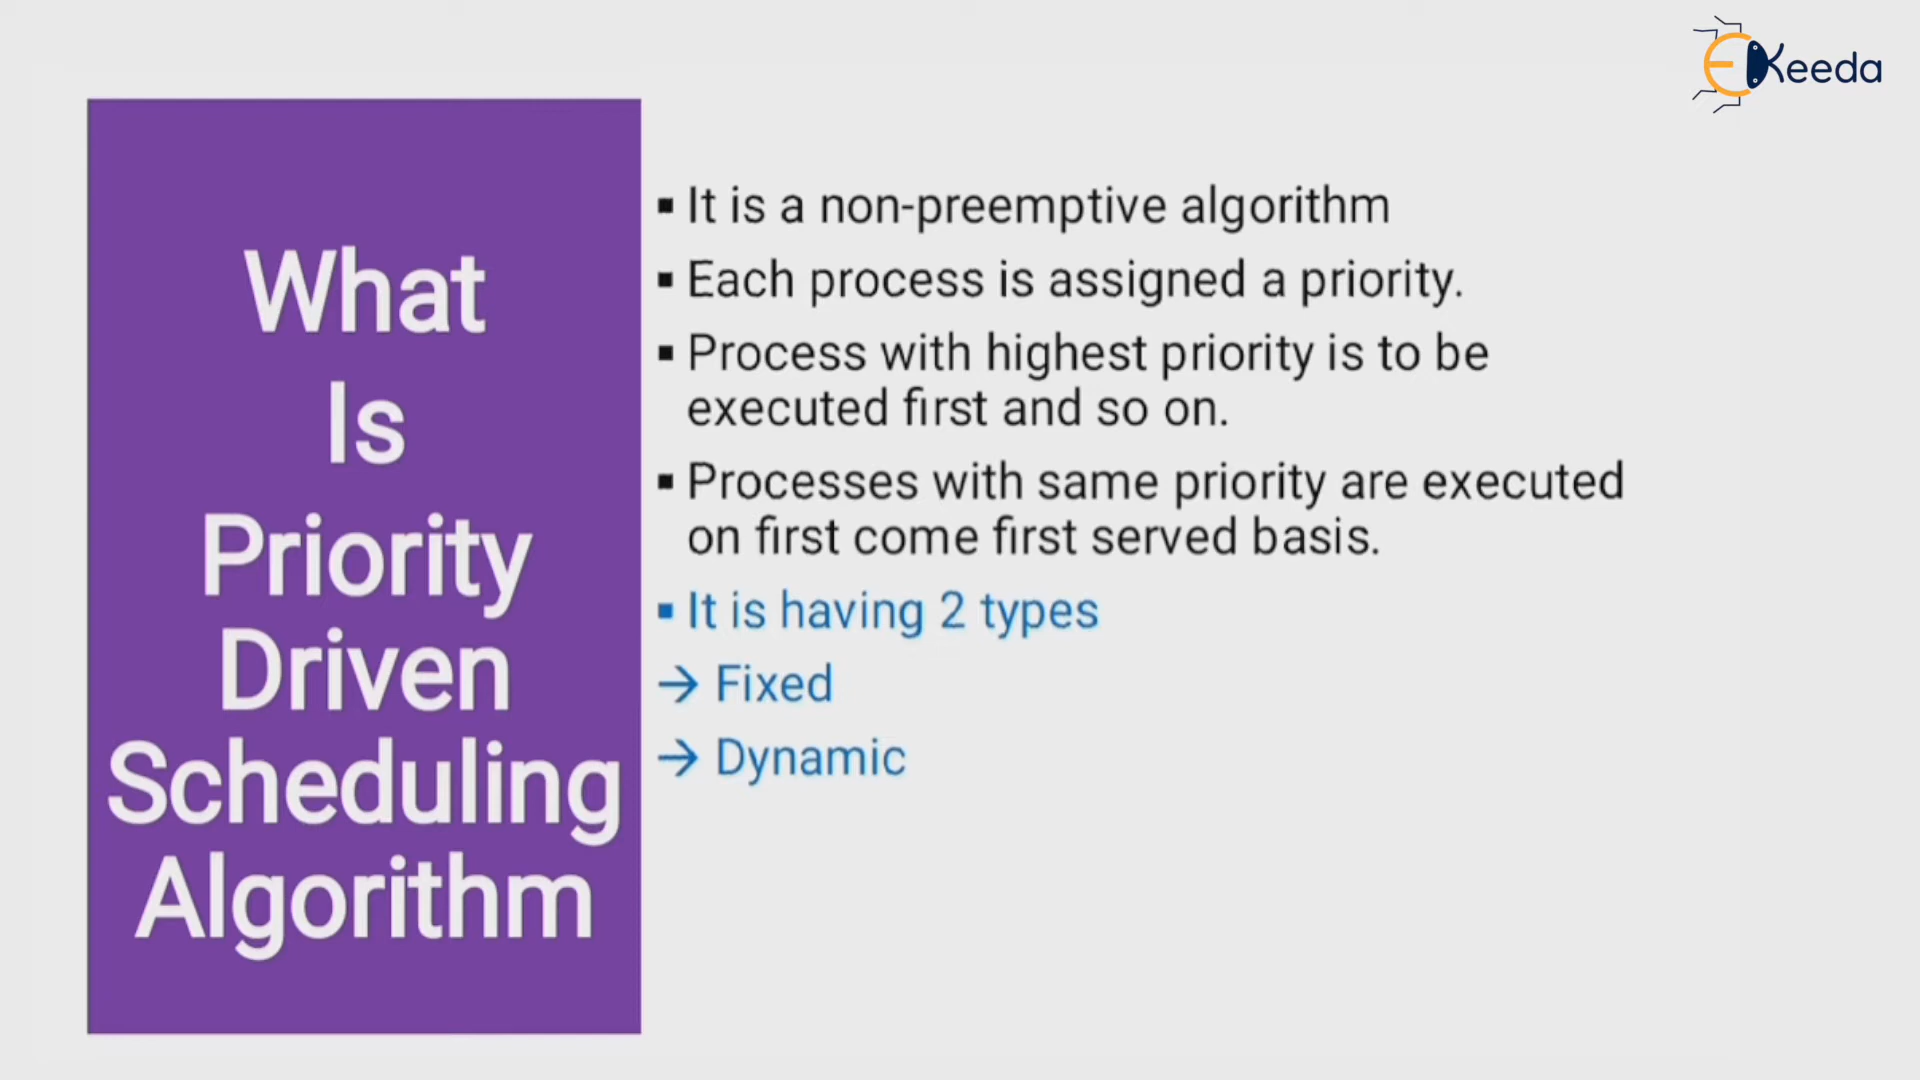 EKeeda
What
Is
Priority
Driven
Scheduling
Algorithm
▪ It is a non-preemptive algorithm
▪ Each process is assigned a priority.
▪ Process with highest priority is to be
executed first and so on.
▪ Processes with same priority are executed
on first come first served basis.
▪ It is having 2 types
→ Fixed
→ Dynamic